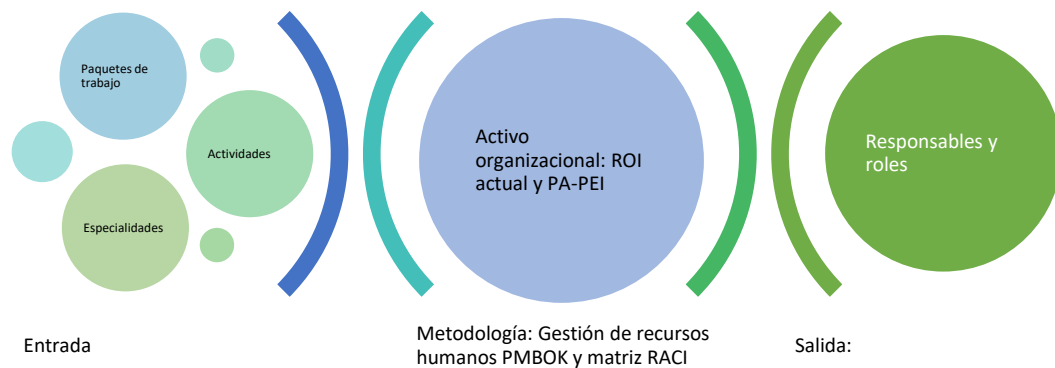 Paquetes de
trabajo
Actividades
Especialidades
Activo
organizacional: ROI
actual y PA-PEI
Responsables y
roles
Entrada
Metodología: Gestión de recursos
humanos PMBOK y matriz RACI
Salida: